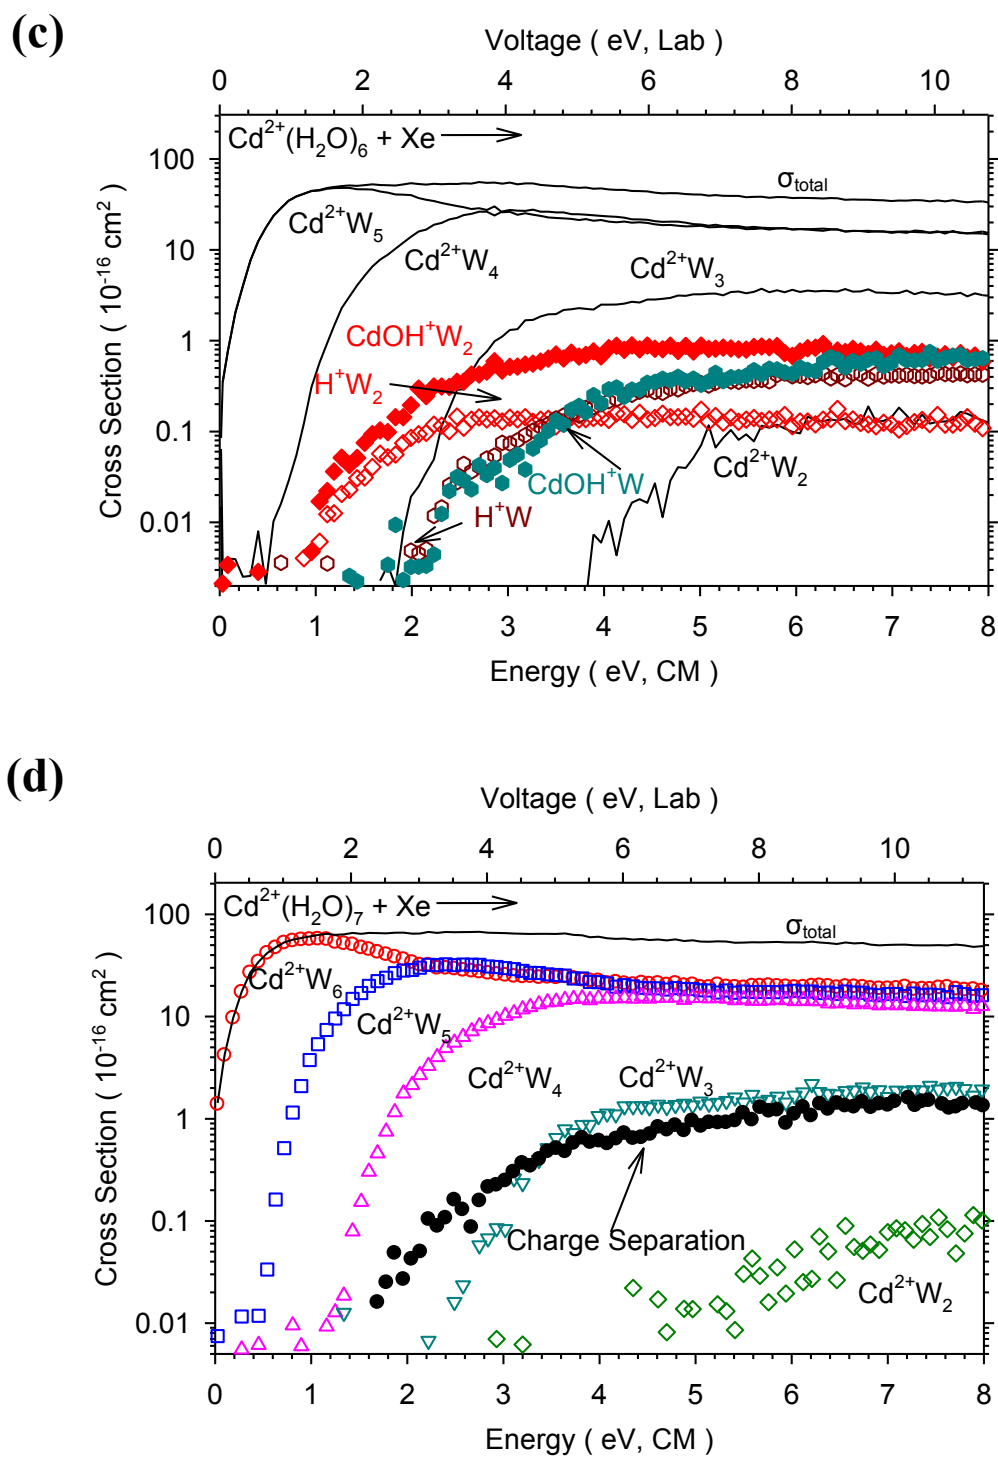 (c)
Voltage ( eV, Lab )
0 2 4 6 8 10
Cd²⁺(H₂O)₆ + Xe
100
σtotal
Cd²⁺W₅
10
Cd²⁺W₄
Cd²⁺W₃
Cross Section ( 10⁻¹⁶ cm²)
1
CdOH⁺W₂
H⁺W₂
0.1
Cd²⁺W₂
CdOH⁺W
H⁺W
0.01
0 1 2 3 4 5 6 7 8
Energy ( eV, CM )
(d)
Voltage ( eV, Lab )
0 2 4 6 8 10
Cd²⁺(H₂O)₇ + Xe
100
σtotal
Cd²⁺W₆
Cd²⁺W₅
10
Cross Section ( 10⁻¹⁶ cm²)
Cd²⁺W₄
Cd²⁺W₃
1
0.1
Charge Separation
Cd²⁺W₂
0.01
0 1 2 3 4 5 6 7 8
Energy ( eV, CM )